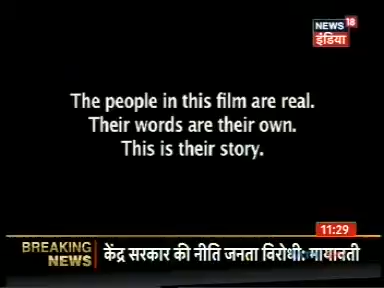 NEWS 18
इंडिया
The people in this film are real.
Their words are their own.
This is their story.
11:29
BREAKING
NEWS
केंद्र सरकार की नीति जनता विरोधी: मायावती